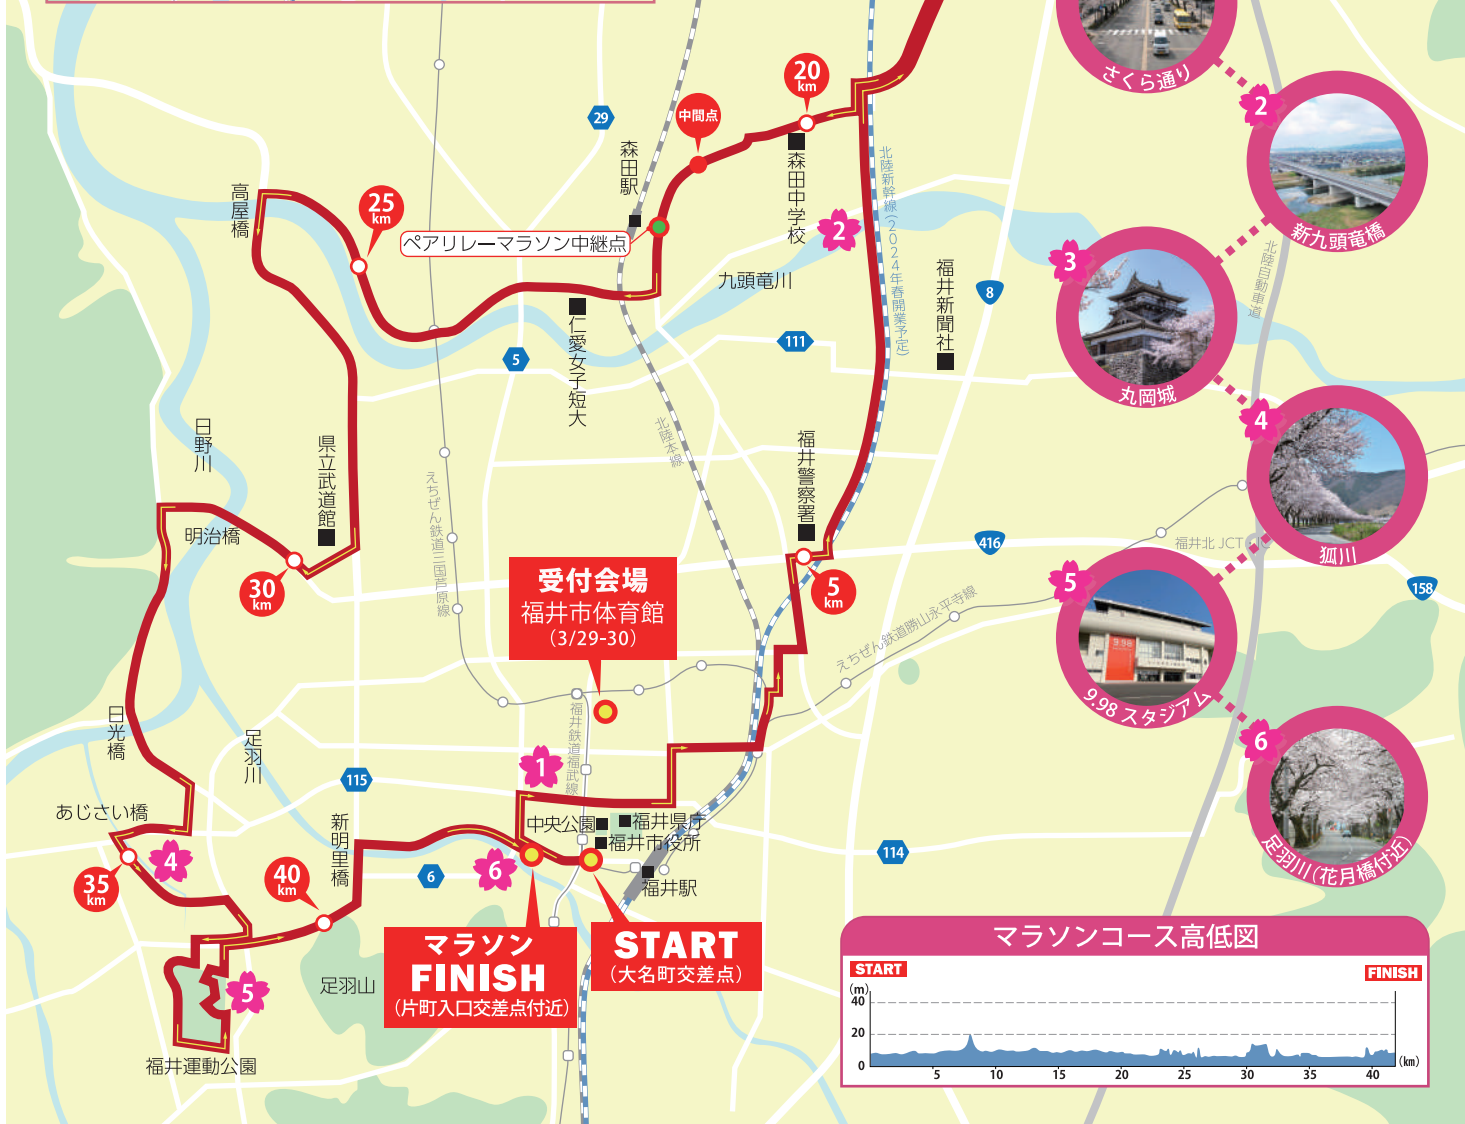 さくら通り
20
km
2
中間点
29
森田駅
森田中学校
北陸新幹線(2024年春開業予定)
高屋橋
25
km
ペアリレーマラソン中継点
2
新九頭竜橋
北陸自動車道
3
九頭竜川
福井新聞社
8
仁愛女子短大
111
5
丸岡城
4
日野川
県立武道館
北陸本線
福井警察署
えちぜん鉄道三国芦原線
明治橋
416
福井北JCT・IC
狐川
30
km
受付会場
福井市体育館
(3/29-30)
5
km
えちぜん鉄道勝山永平寺線
5
158
9.98スタジアム
6
日光橋
足羽川
福井鉄道福武線
1
115
あじさい橋
新明里橋
中央公園
福井県庁
福井市役所
4
6
6
114
足羽川(花月橋付近)
35
km
40
km
福井駅
マラソン
FINISH
(片町入口交差点付近)
START
(大名町交差点)
足羽山
5
福井運動公園
マラソンコース高低図
START
FINISH
(m)
40
20
0
5
10
15
20
25
30
35
40
(km)